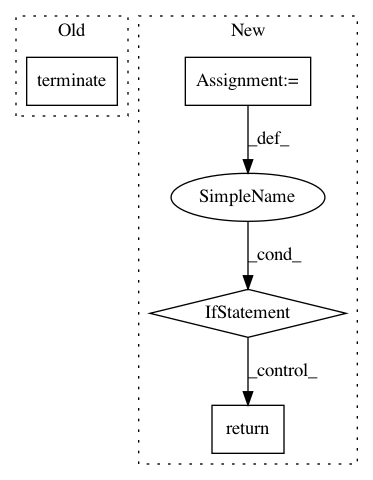 Old
New
terminate
Assignment:=
_def_
SimpleName
_cond_
IfStatement
_control_
return